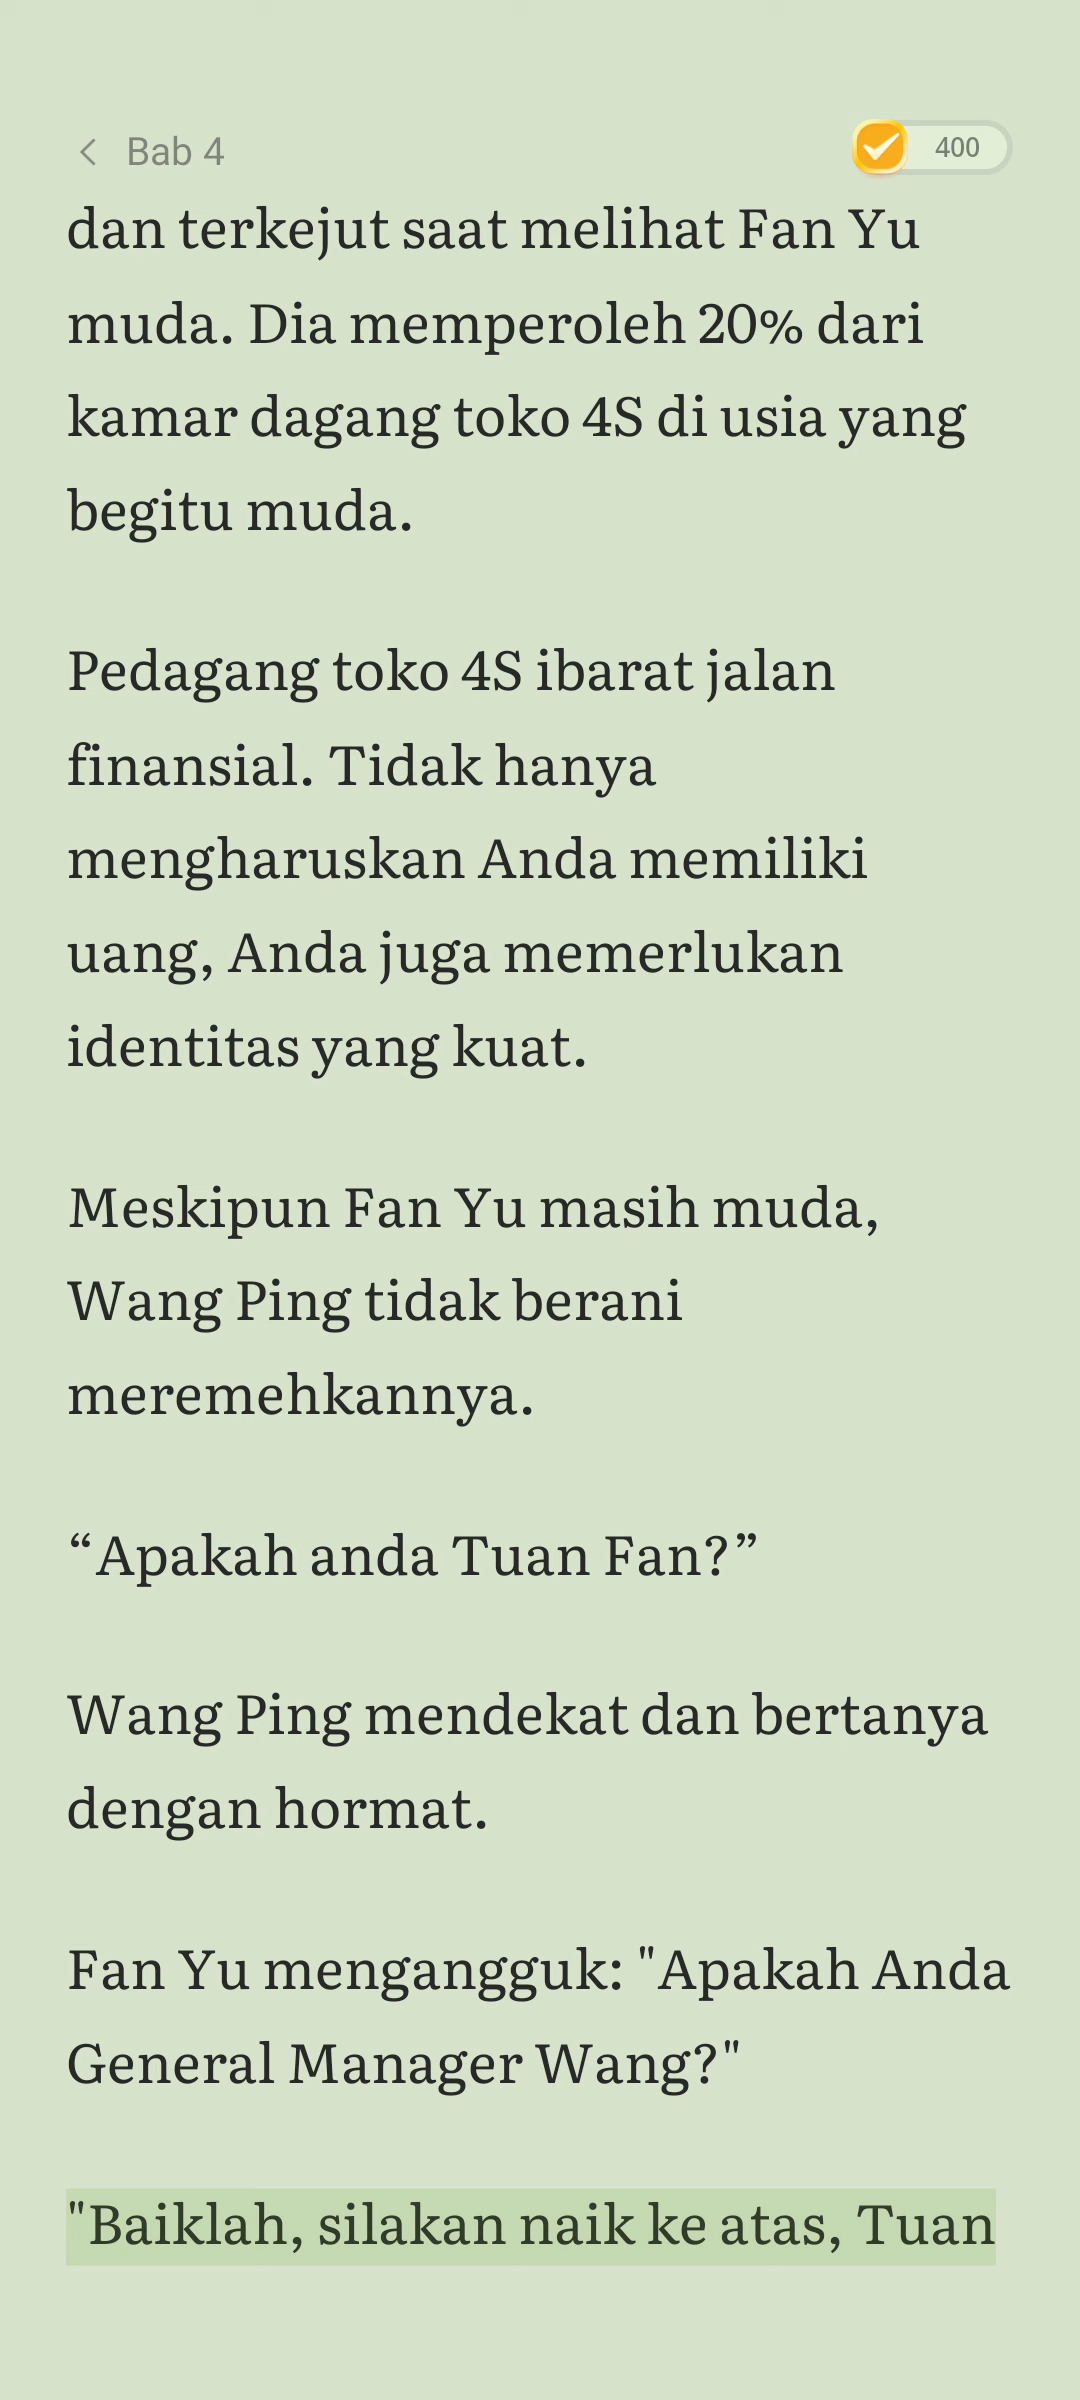 Bab 4
400
dan terkejut saat melihat Fan Yu
muda. Dia memperoleh 20% dari
kamar dagang toko 4S di usia yang
begitu muda.
Pedagang toko 4S ibarat jalan
finansial. Tidak hanya
mengharuskan Anda memiliki
uang, Anda juga memerlukan
identitas yang kuat.
Meskipun Fan Yu masih muda,
Wang Ping tidak berani
meremehkannya.
“Apakah anda Tuan Fan?”
Wang Ping mendekat dan bertanya
dengan hormat.
Fan Yu mengangguk: "Apakah Anda
General Manager Wang?"
"Baiklah, silakan naik ke atas, Tuan